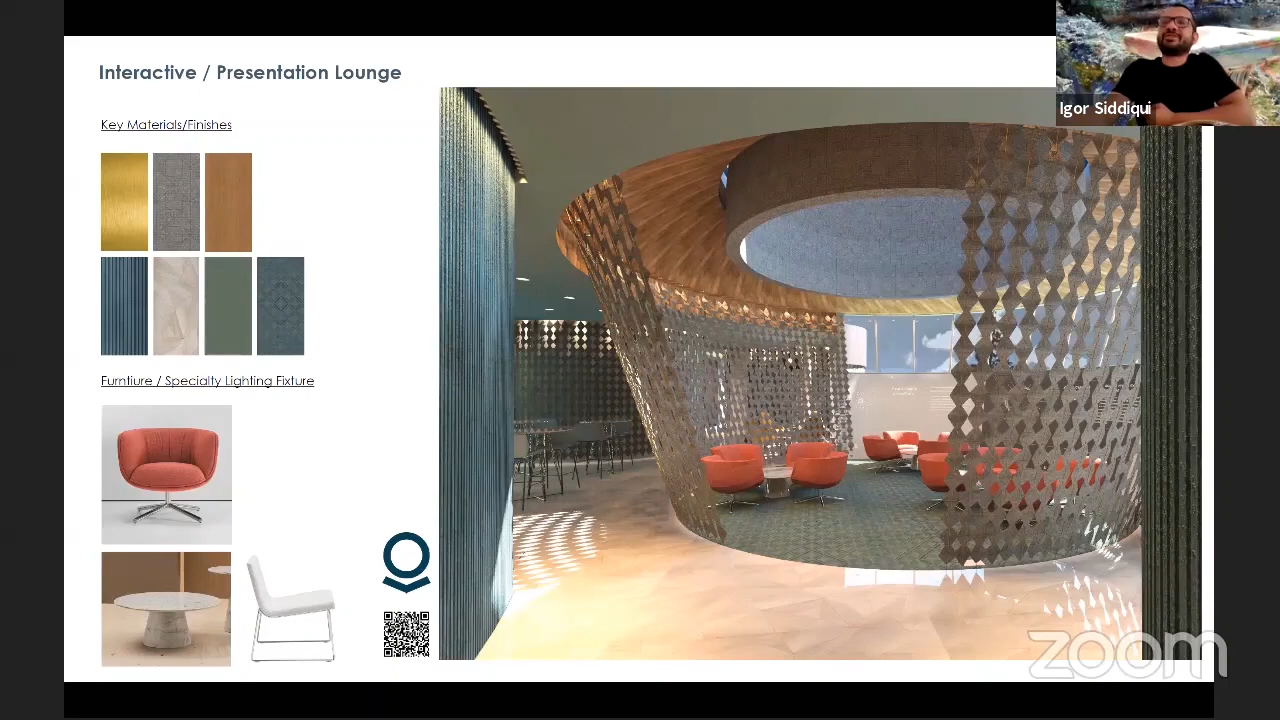 Interactive / Presentation Lounge
Igor Siddiqui
Key Materials/Finishes
Furntiure / Specialty Lighting Fixture
zoom